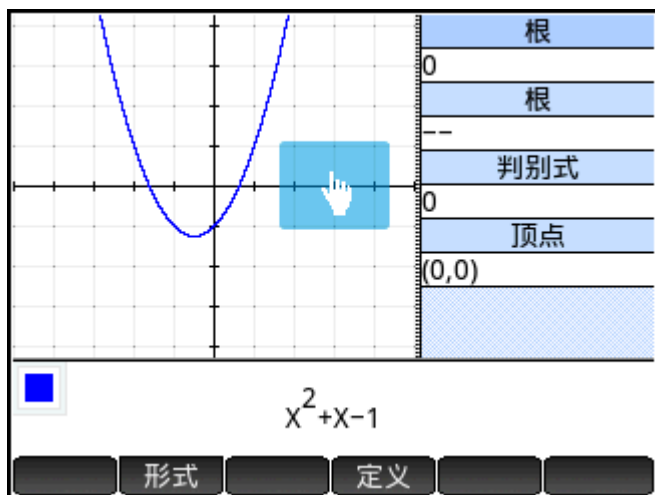 根
0
根
--
判别式
0
顶点
(0,0)
X²+X-1
形式
定义